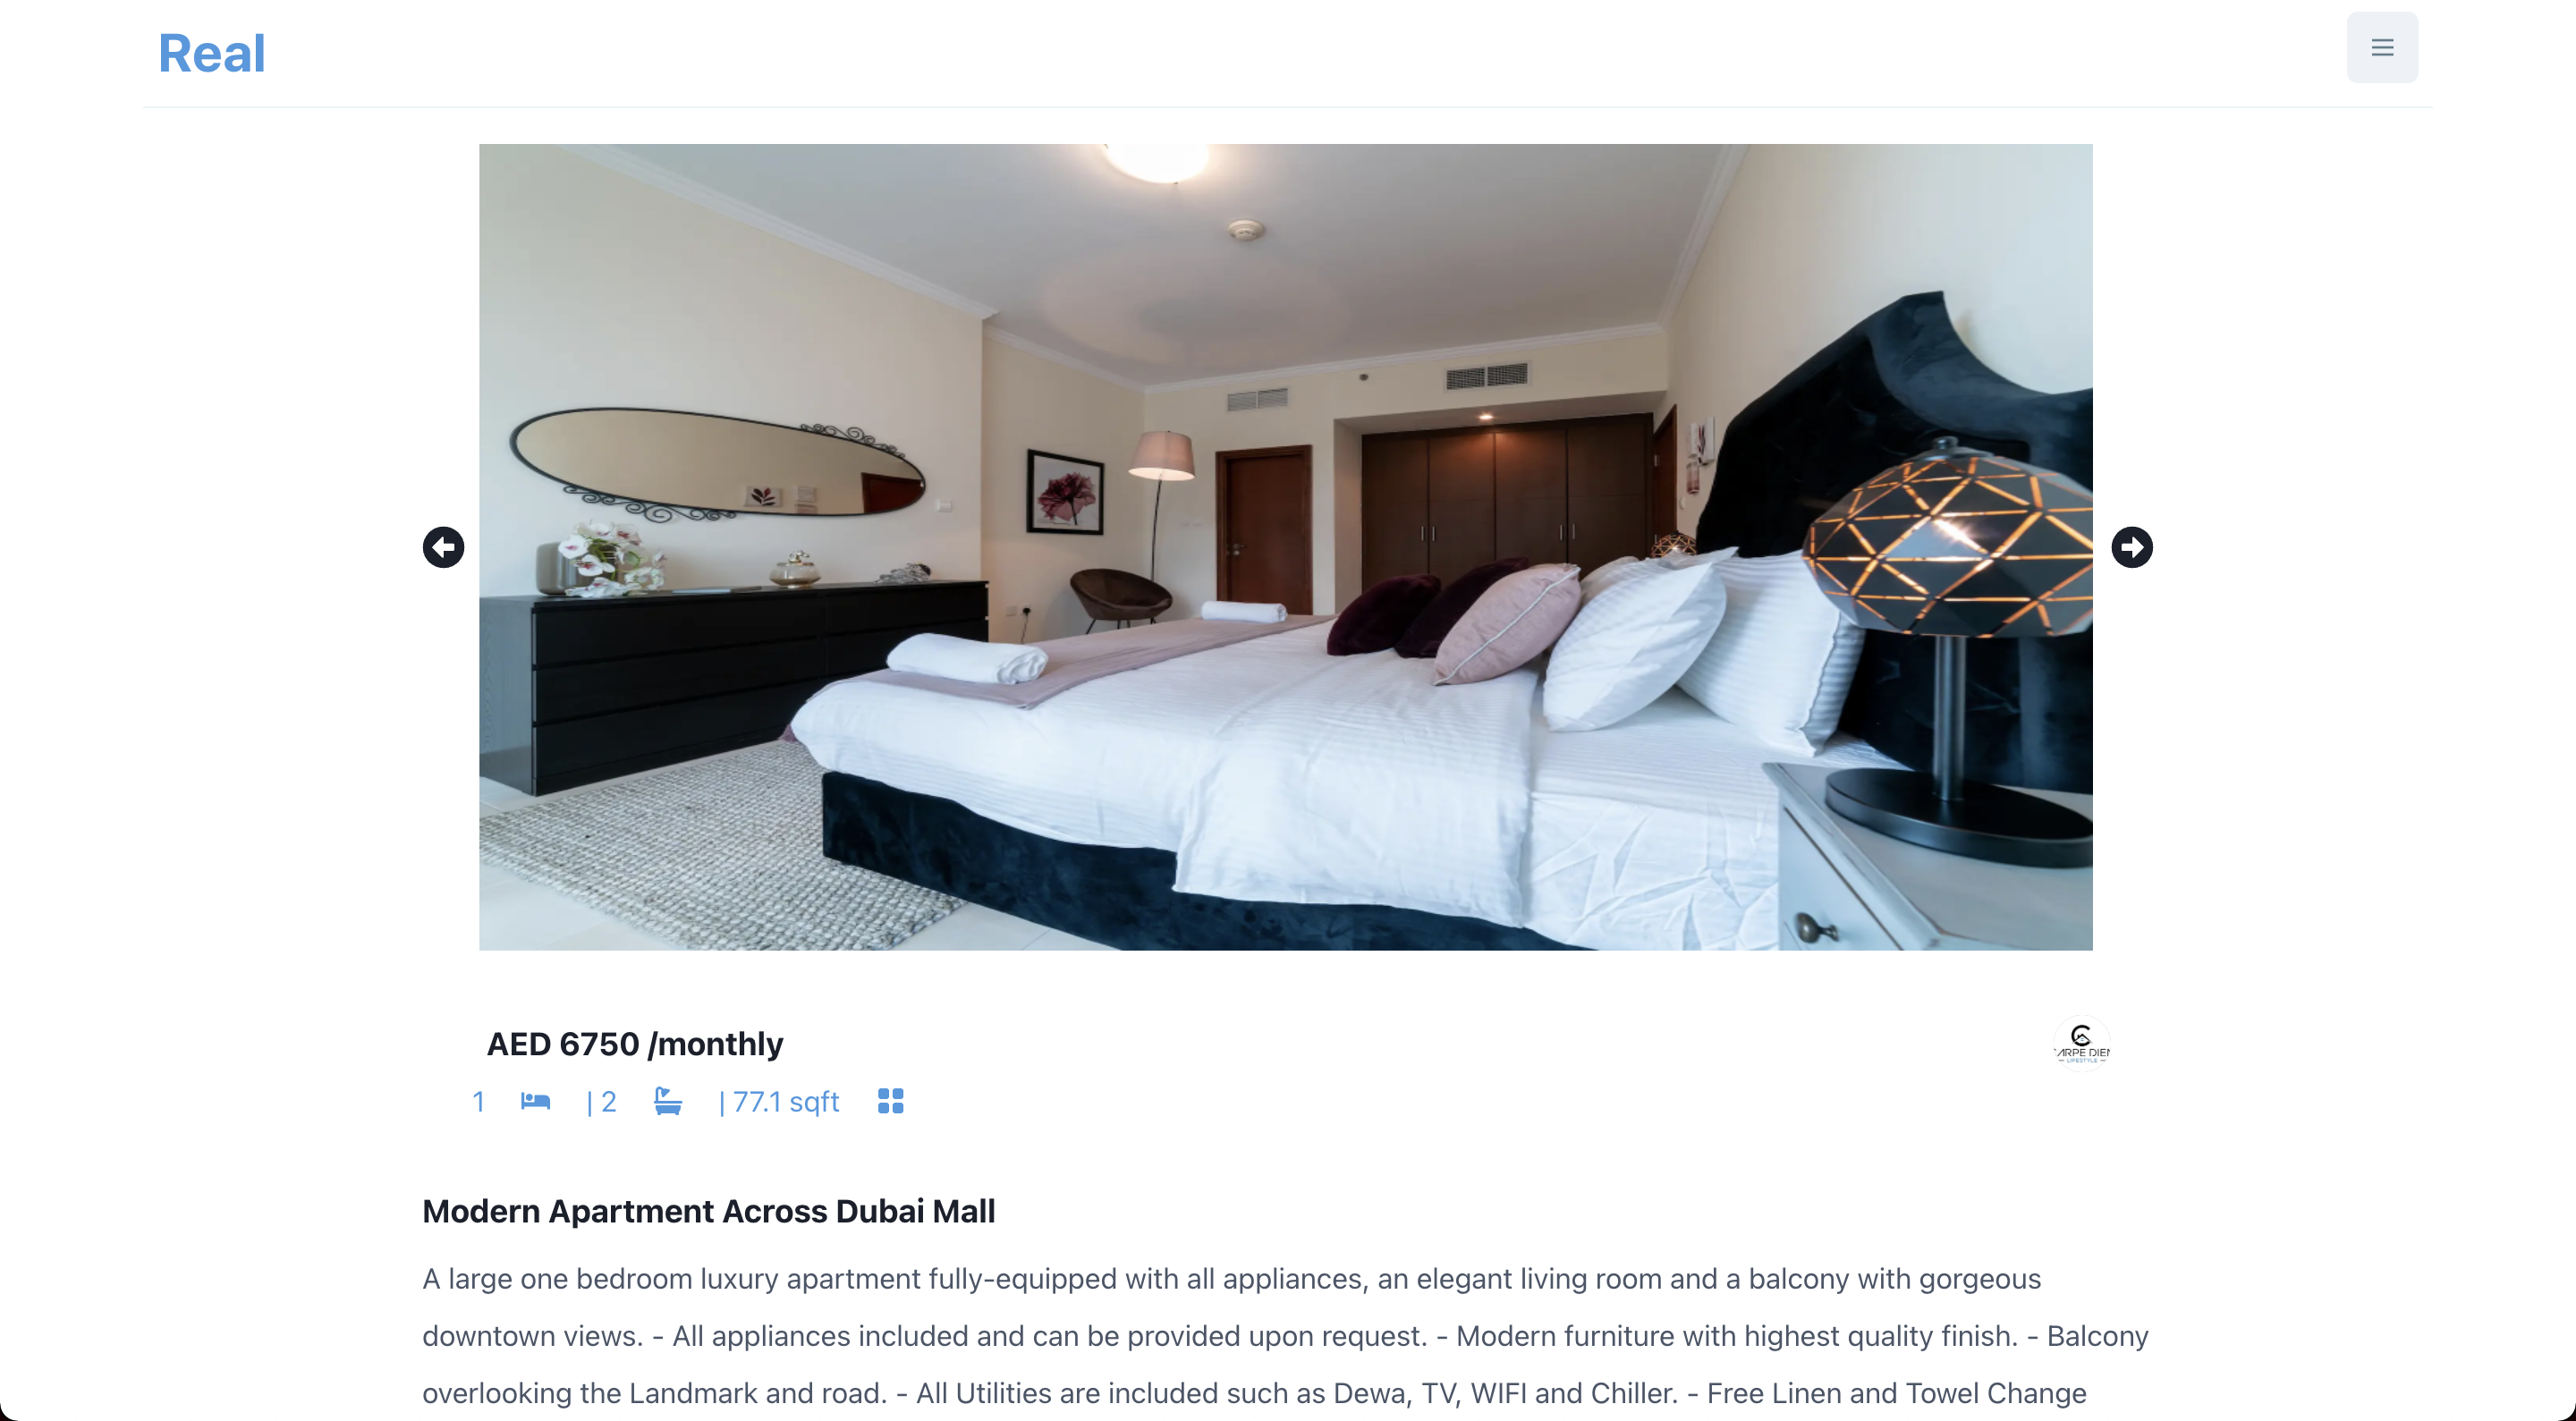 Real
AED 6750 /monthly
ARPE DIEM
LIFESTYLE
1 | 2 | 77.1 sqft
Modern Apartment Across Dubai Mall
A large one bedroom luxury apartment fully-equipped with all appliances, an elegant living room and a balcony with gorgeous
downtown views. - All appliances included and can be provided upon request. - Modern furniture with highest quality finish. - Balcony
overlooking the Landmark and road. - All Utilities are included such as Dewa, TV, WIFI and Chiller. - Free Linen and Towel Change